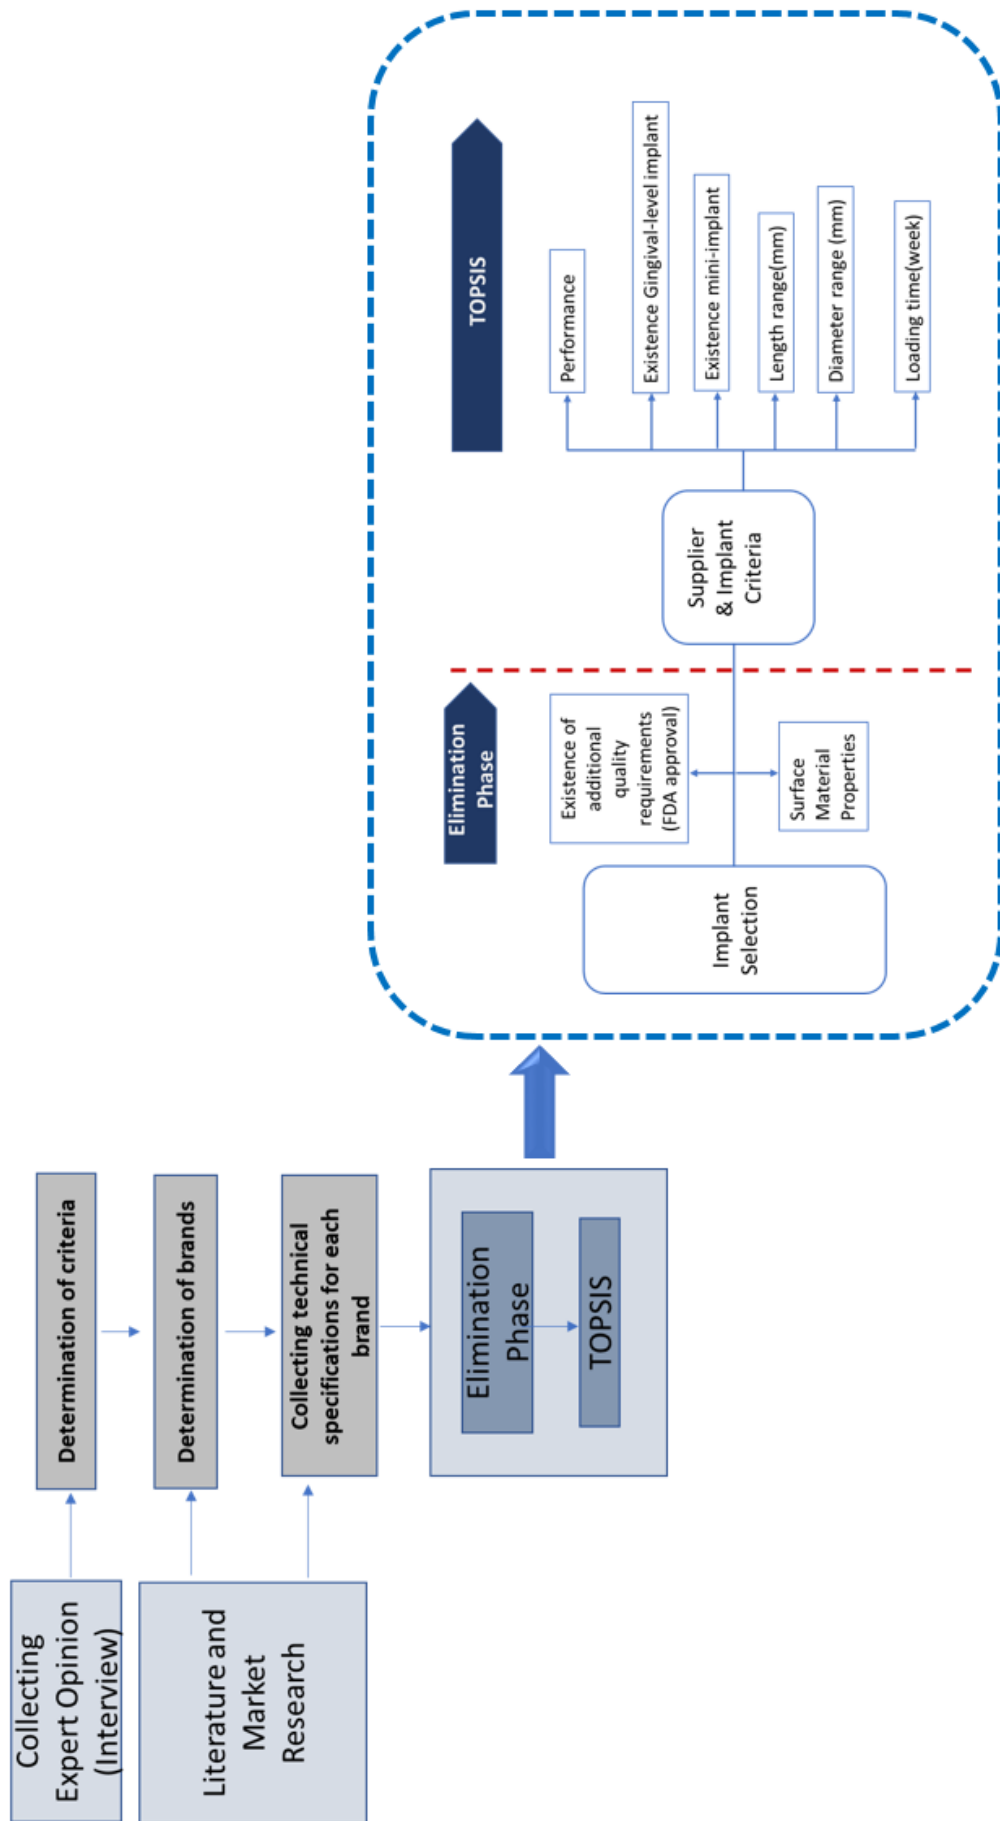 Collecting
Expert Opinion
(Interview)
Literature and
Market
Research
Determination of criteria
Determination of brands
Collecting technical
specifications for each
brand
Elimination
Phase
TOPSIS
Elimination
Phase
TOPSIS
Implant
Selection
Existence of
additional
quality
requirements
(FDA approval)
Surface
Material
Properties
Supplier
& Implant
Criteria
Performance
Existence Gingival-level implant
Existence mini-implant
Length range(mm)
Diameter range (mm)
Loading time(week)